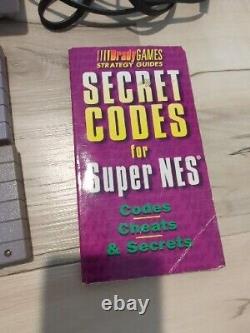 BradyGAMES
STRATEGY GUIDES
SECRET
CODES
for
Super NES®
Codes
Cheats
& Secrets